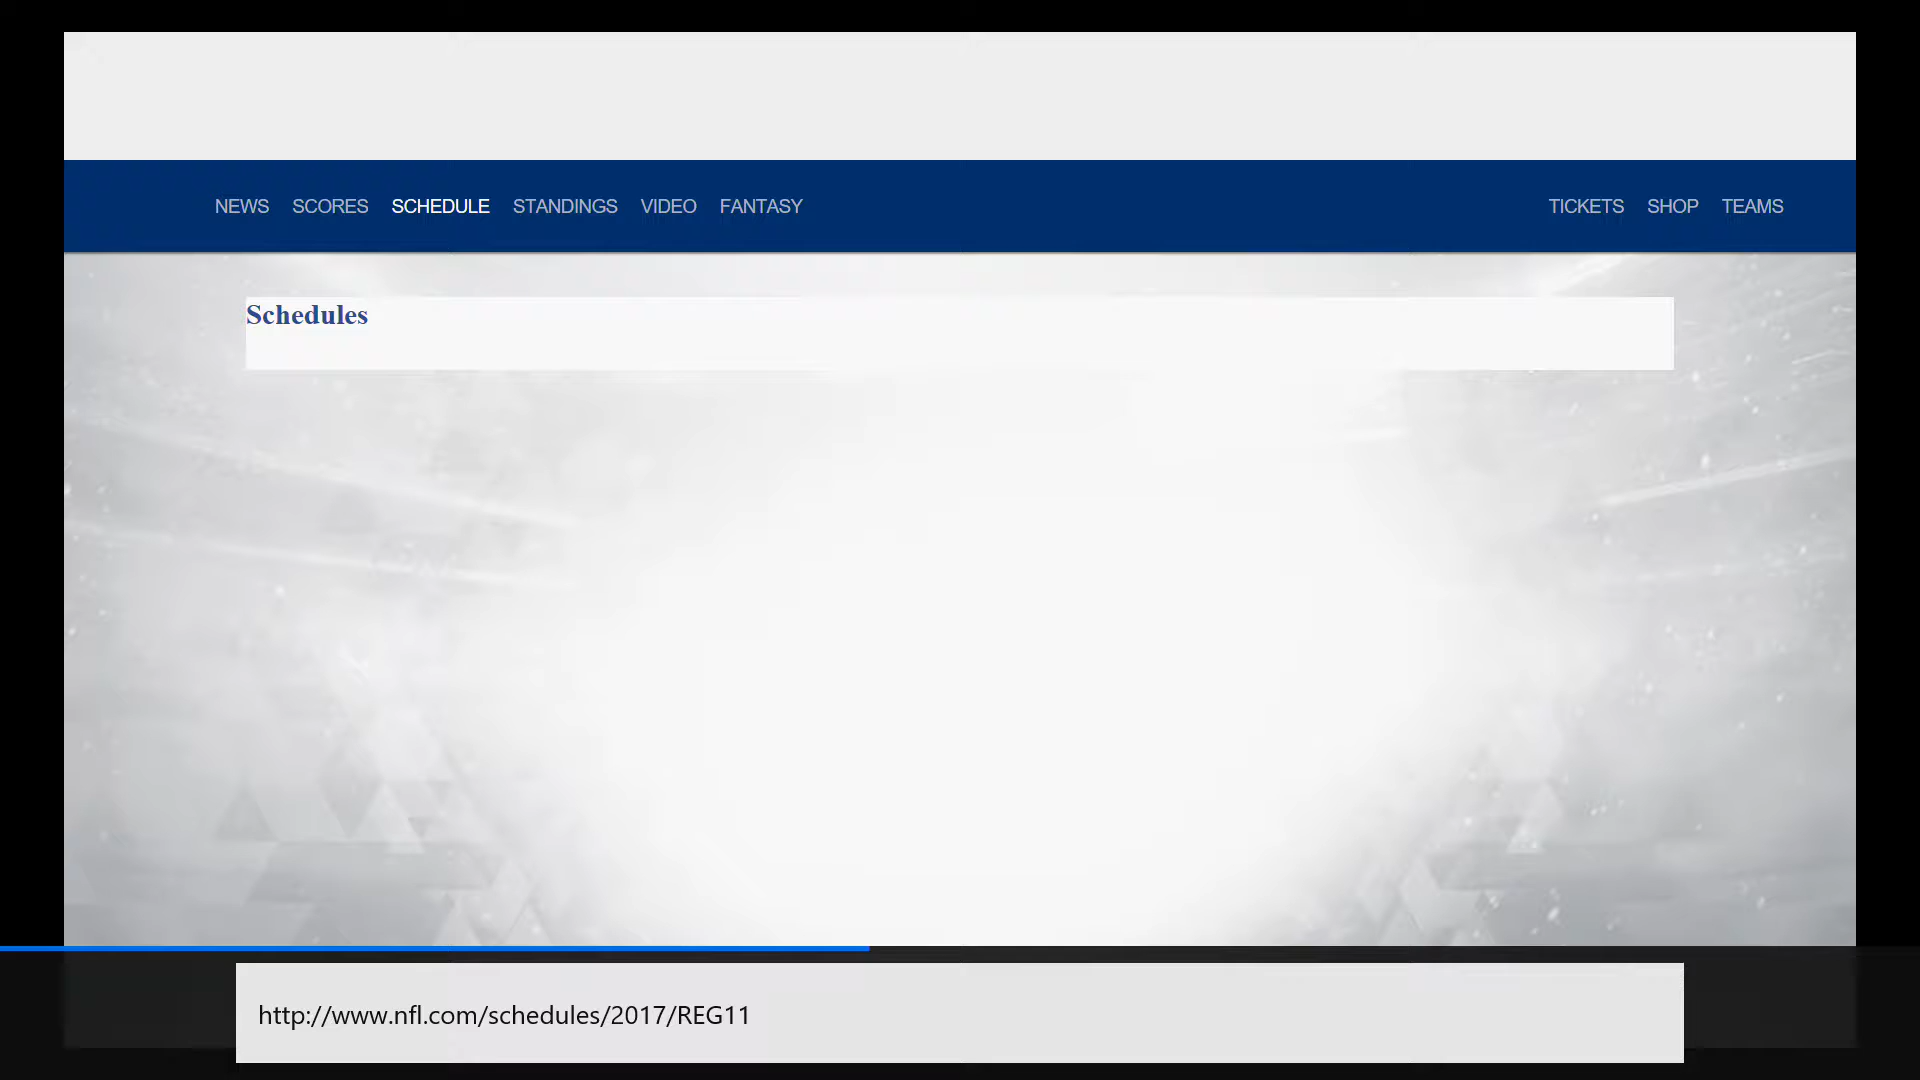 NEWS SCORES SCHEDULE STANDINGS VIDEO FANTASY TICKETS SHOP TEAMS
Schedules
http://www.nfl.com/schedules/2017/REG11